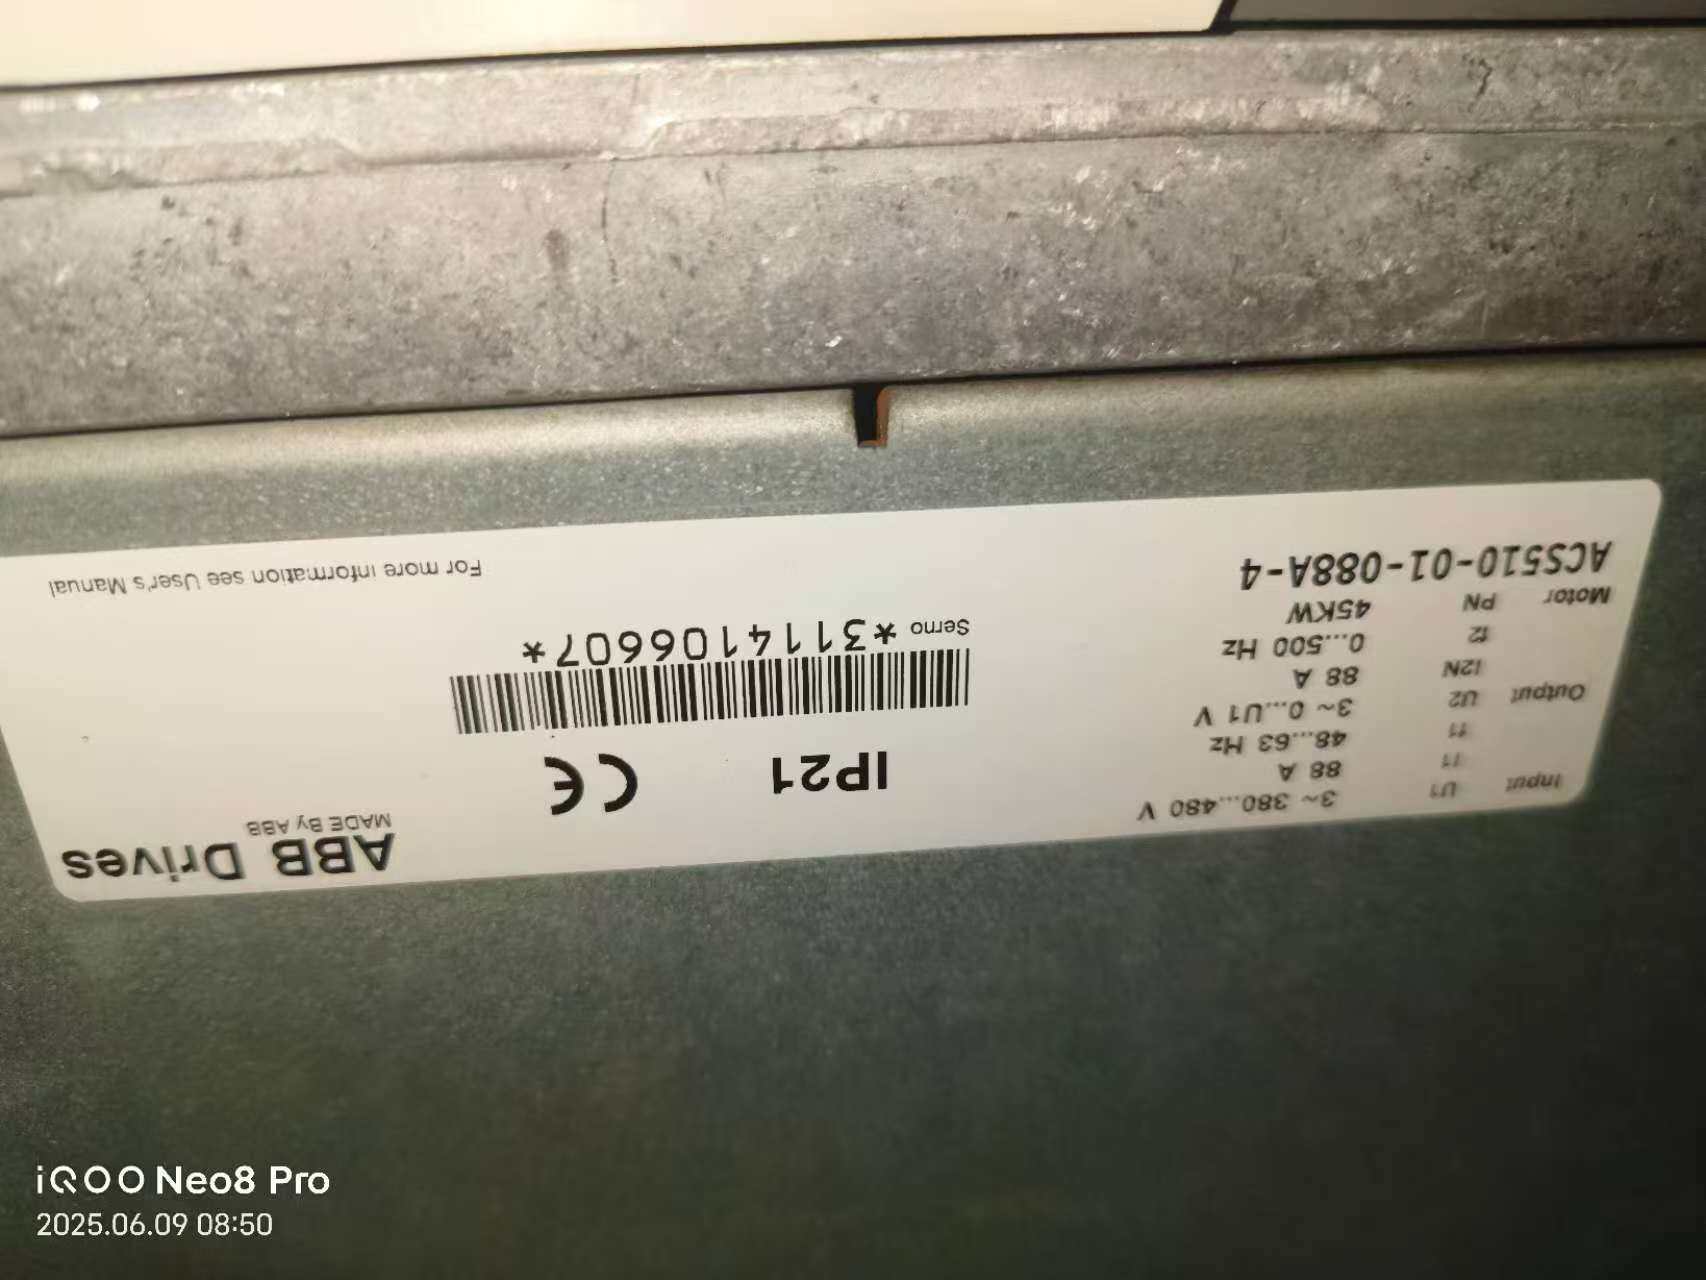 ABB Drives
MADE By ABB
IP21
CE
Input U1 3~ 380...480 V
I1 88 A
f1 48...63 Hz
Output U2 3~ 0...U1 V
I2N 88 A
f2 0...500 Hz
Motor PN 45KW
ACS510-01-088A-4
Serno *3114106607*
For more information see User's Manual
iQOO Neo8 Pro
2025.06.09 08:50